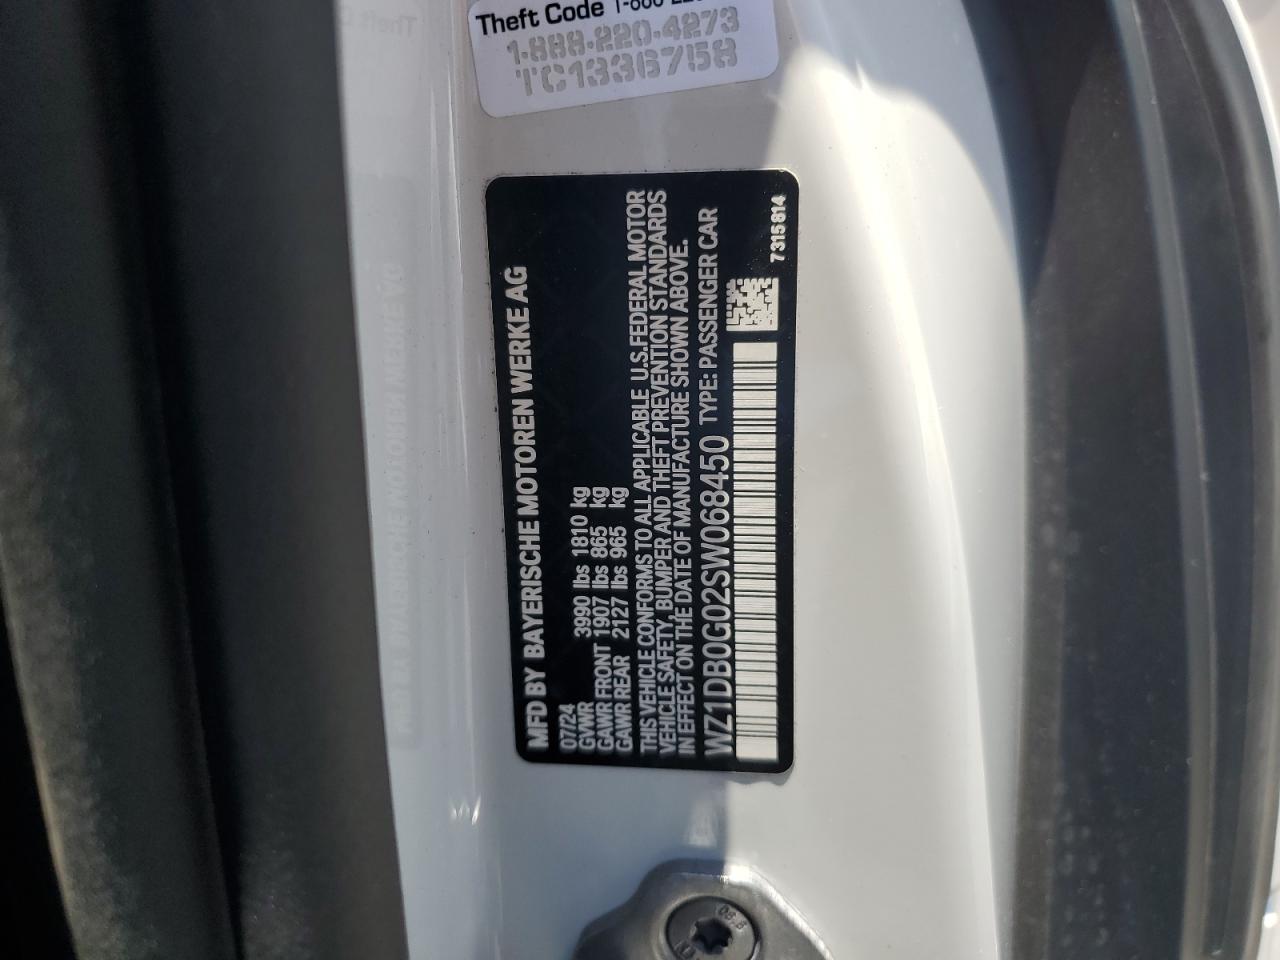 Theft Code
1-888-220-4273
TC1336758
MFD BY BAYERISCHE MOTOREN WERKE AG
07/24
GVWR 3990 lbs 1810 kg
GAWR FRONT 1907 lbs 865 kg
GAWR REAR 2127 lbs 965 kg
THIS VEHICLE CONFORMS TO ALL APPLICABLE U.S.FEDERAL MOTOR
VEHICLE SAFETY, BUMPER AND THEFT PREVENTION STANDARDS
IN EFFECT ON THE DATE OF MANUFACTURE SHOWN ABOVE.
WZ1DB0G02SW068450 TYPE: PASSENGER CAR
7315814
08.8